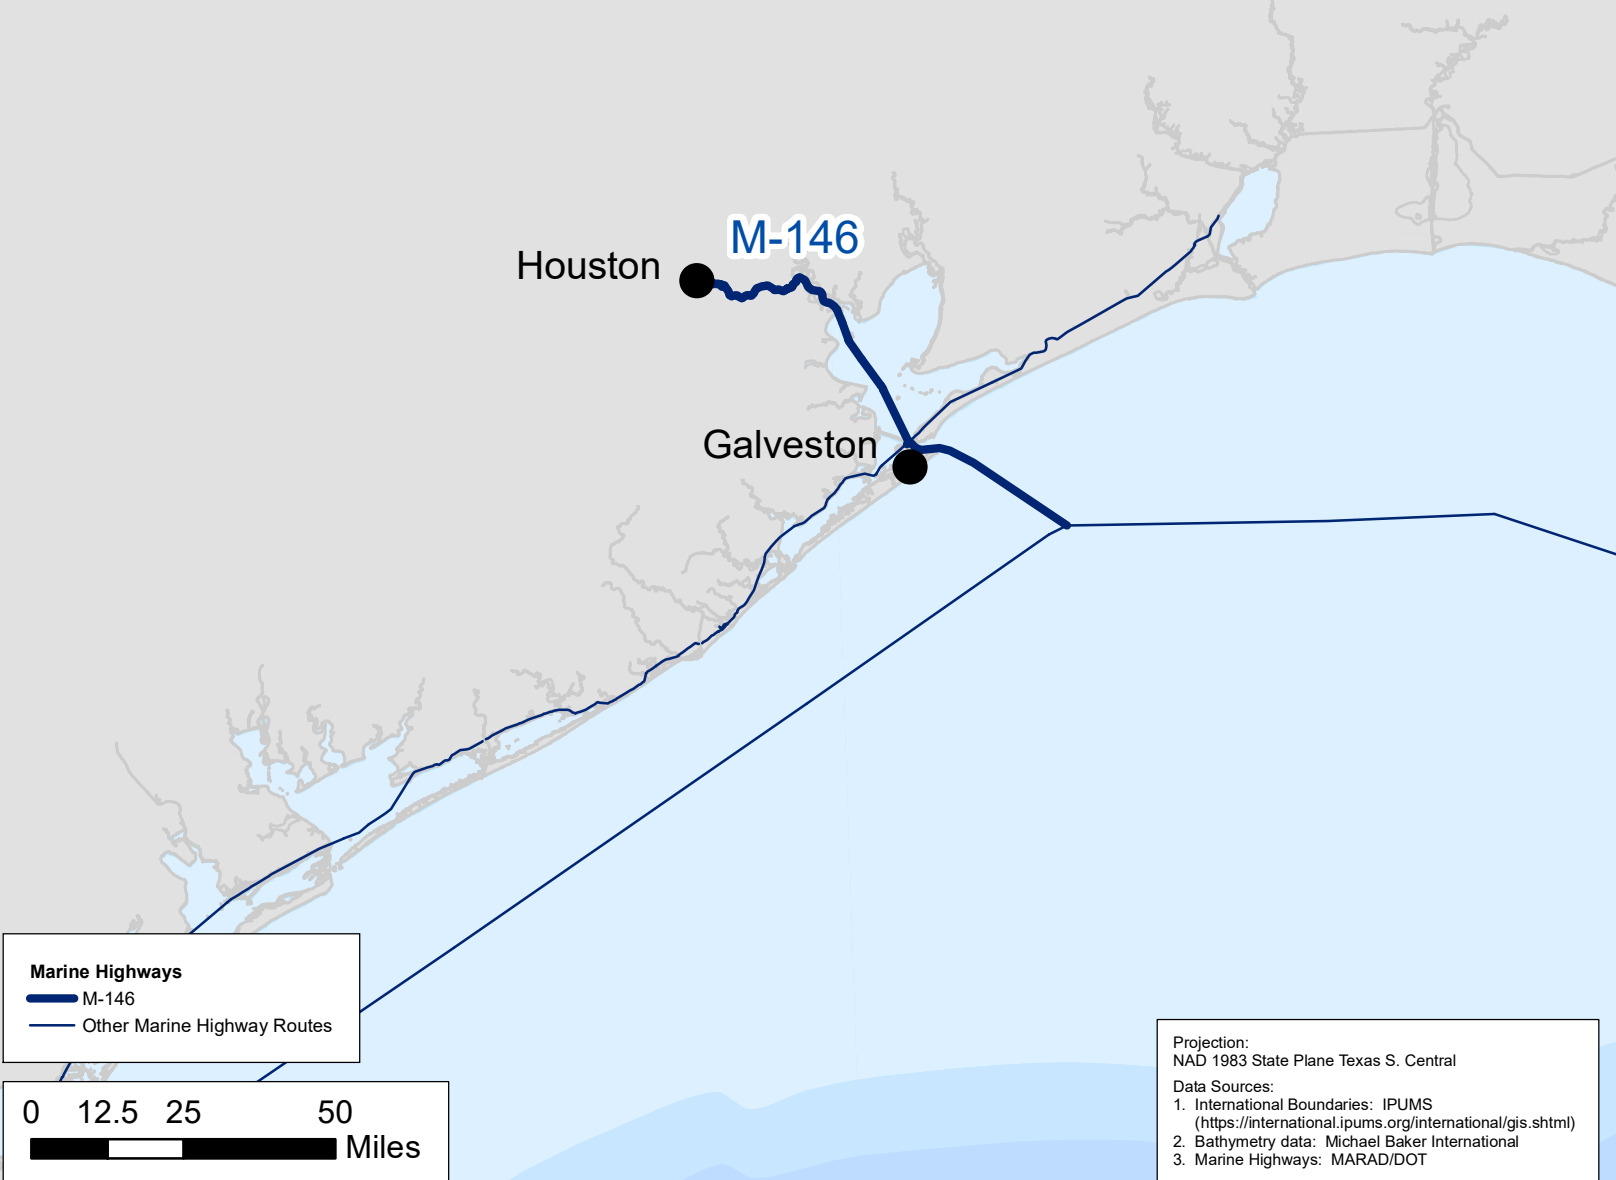 M-146
Houston
Galveston
Marine Highways
M-146
Other Marine Highway Routes
0 12.5 25 50
Miles
Projection:
NAD 1983 State Plane Texas S. Central
Data Sources:
1. International Boundaries: IPUMS
(https://international.ipums.org/international/gis.shtml)
2. Bathymetry data: Michael Baker International
3. Marine Highways: MARAD/DOT